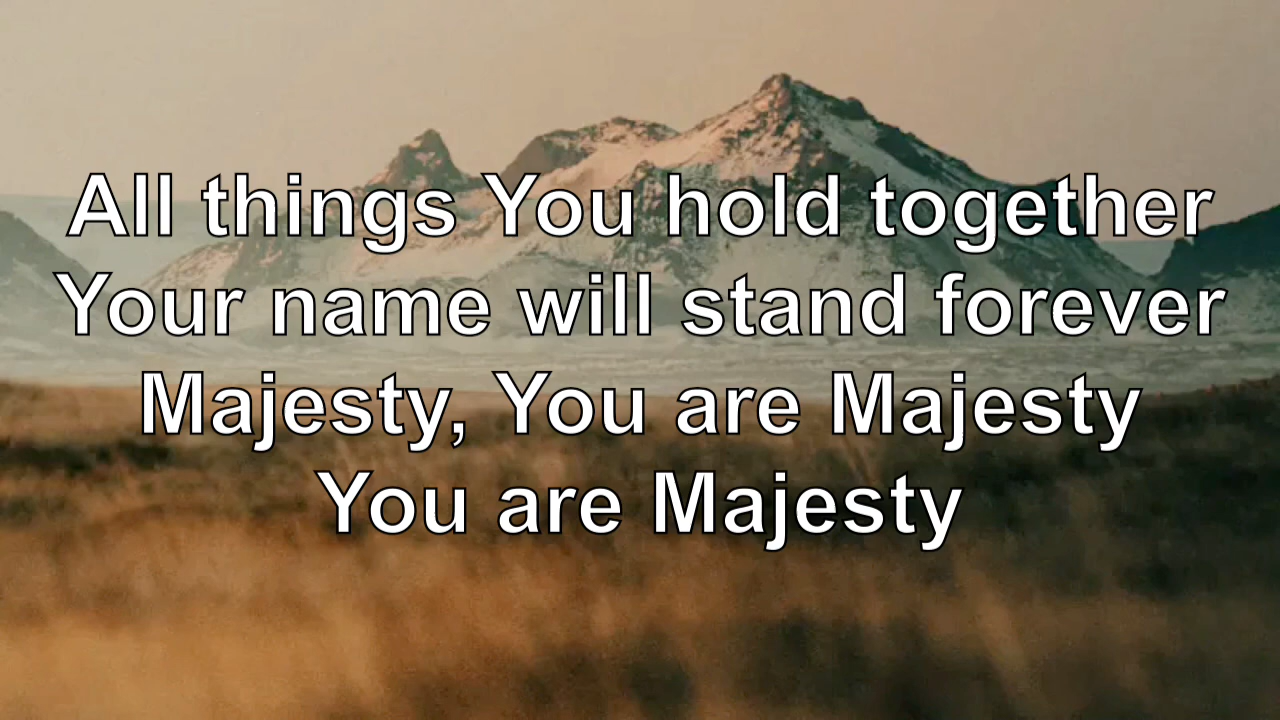 All things You hold together
Your name will stand forever
Majesty, You are Majesty
You are Majesty